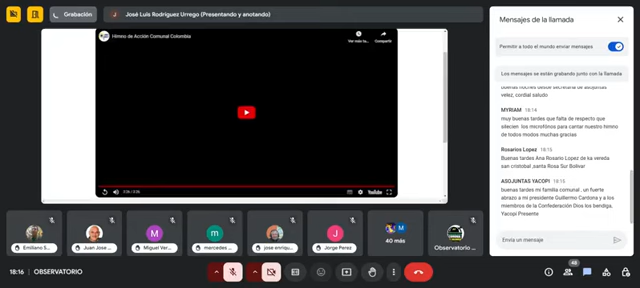 Grabación
José Luis Rodríguez Urrego (Presentando y anotando)
Himno de Acción Comunal Colombia
Ver más ta...
Compartir
YouTube
Emiliano S...
Juan José ...
Miguel Ver...
mercedes ...
jose enriqu...
Jorge Perez
M
m
J
M
40 más
Observatorio ...
18:16 | OBSERVATORIO
Mensajes de la llamada
Permitir a todo el mundo enviar mensajes
Los mensajes se están grabando junto con la llamada
buenas noches desde secretaria de asojuntas
velez, cordial saludo
MYRIAM 18:14
muy buenas tardes que falta de respecto que
silecien los micrófonos para cantar nuestro himno
de todos modos muchas gracias
Rosarios Lopez 18:15
Buenas tardes Ana Rosario Lopez de ka vereda
san cristobal ,santa Rosa Sur Bolivar
ASOJUNTAS YACOPI 18:15
buenas tardes mi familia comunal . un fuerte
abrazo a mi presidente Guillermo Cardona y a los
miembros de la Confederación Dios los bendiga,
Yacopi Presente
Envía un mensaje
48